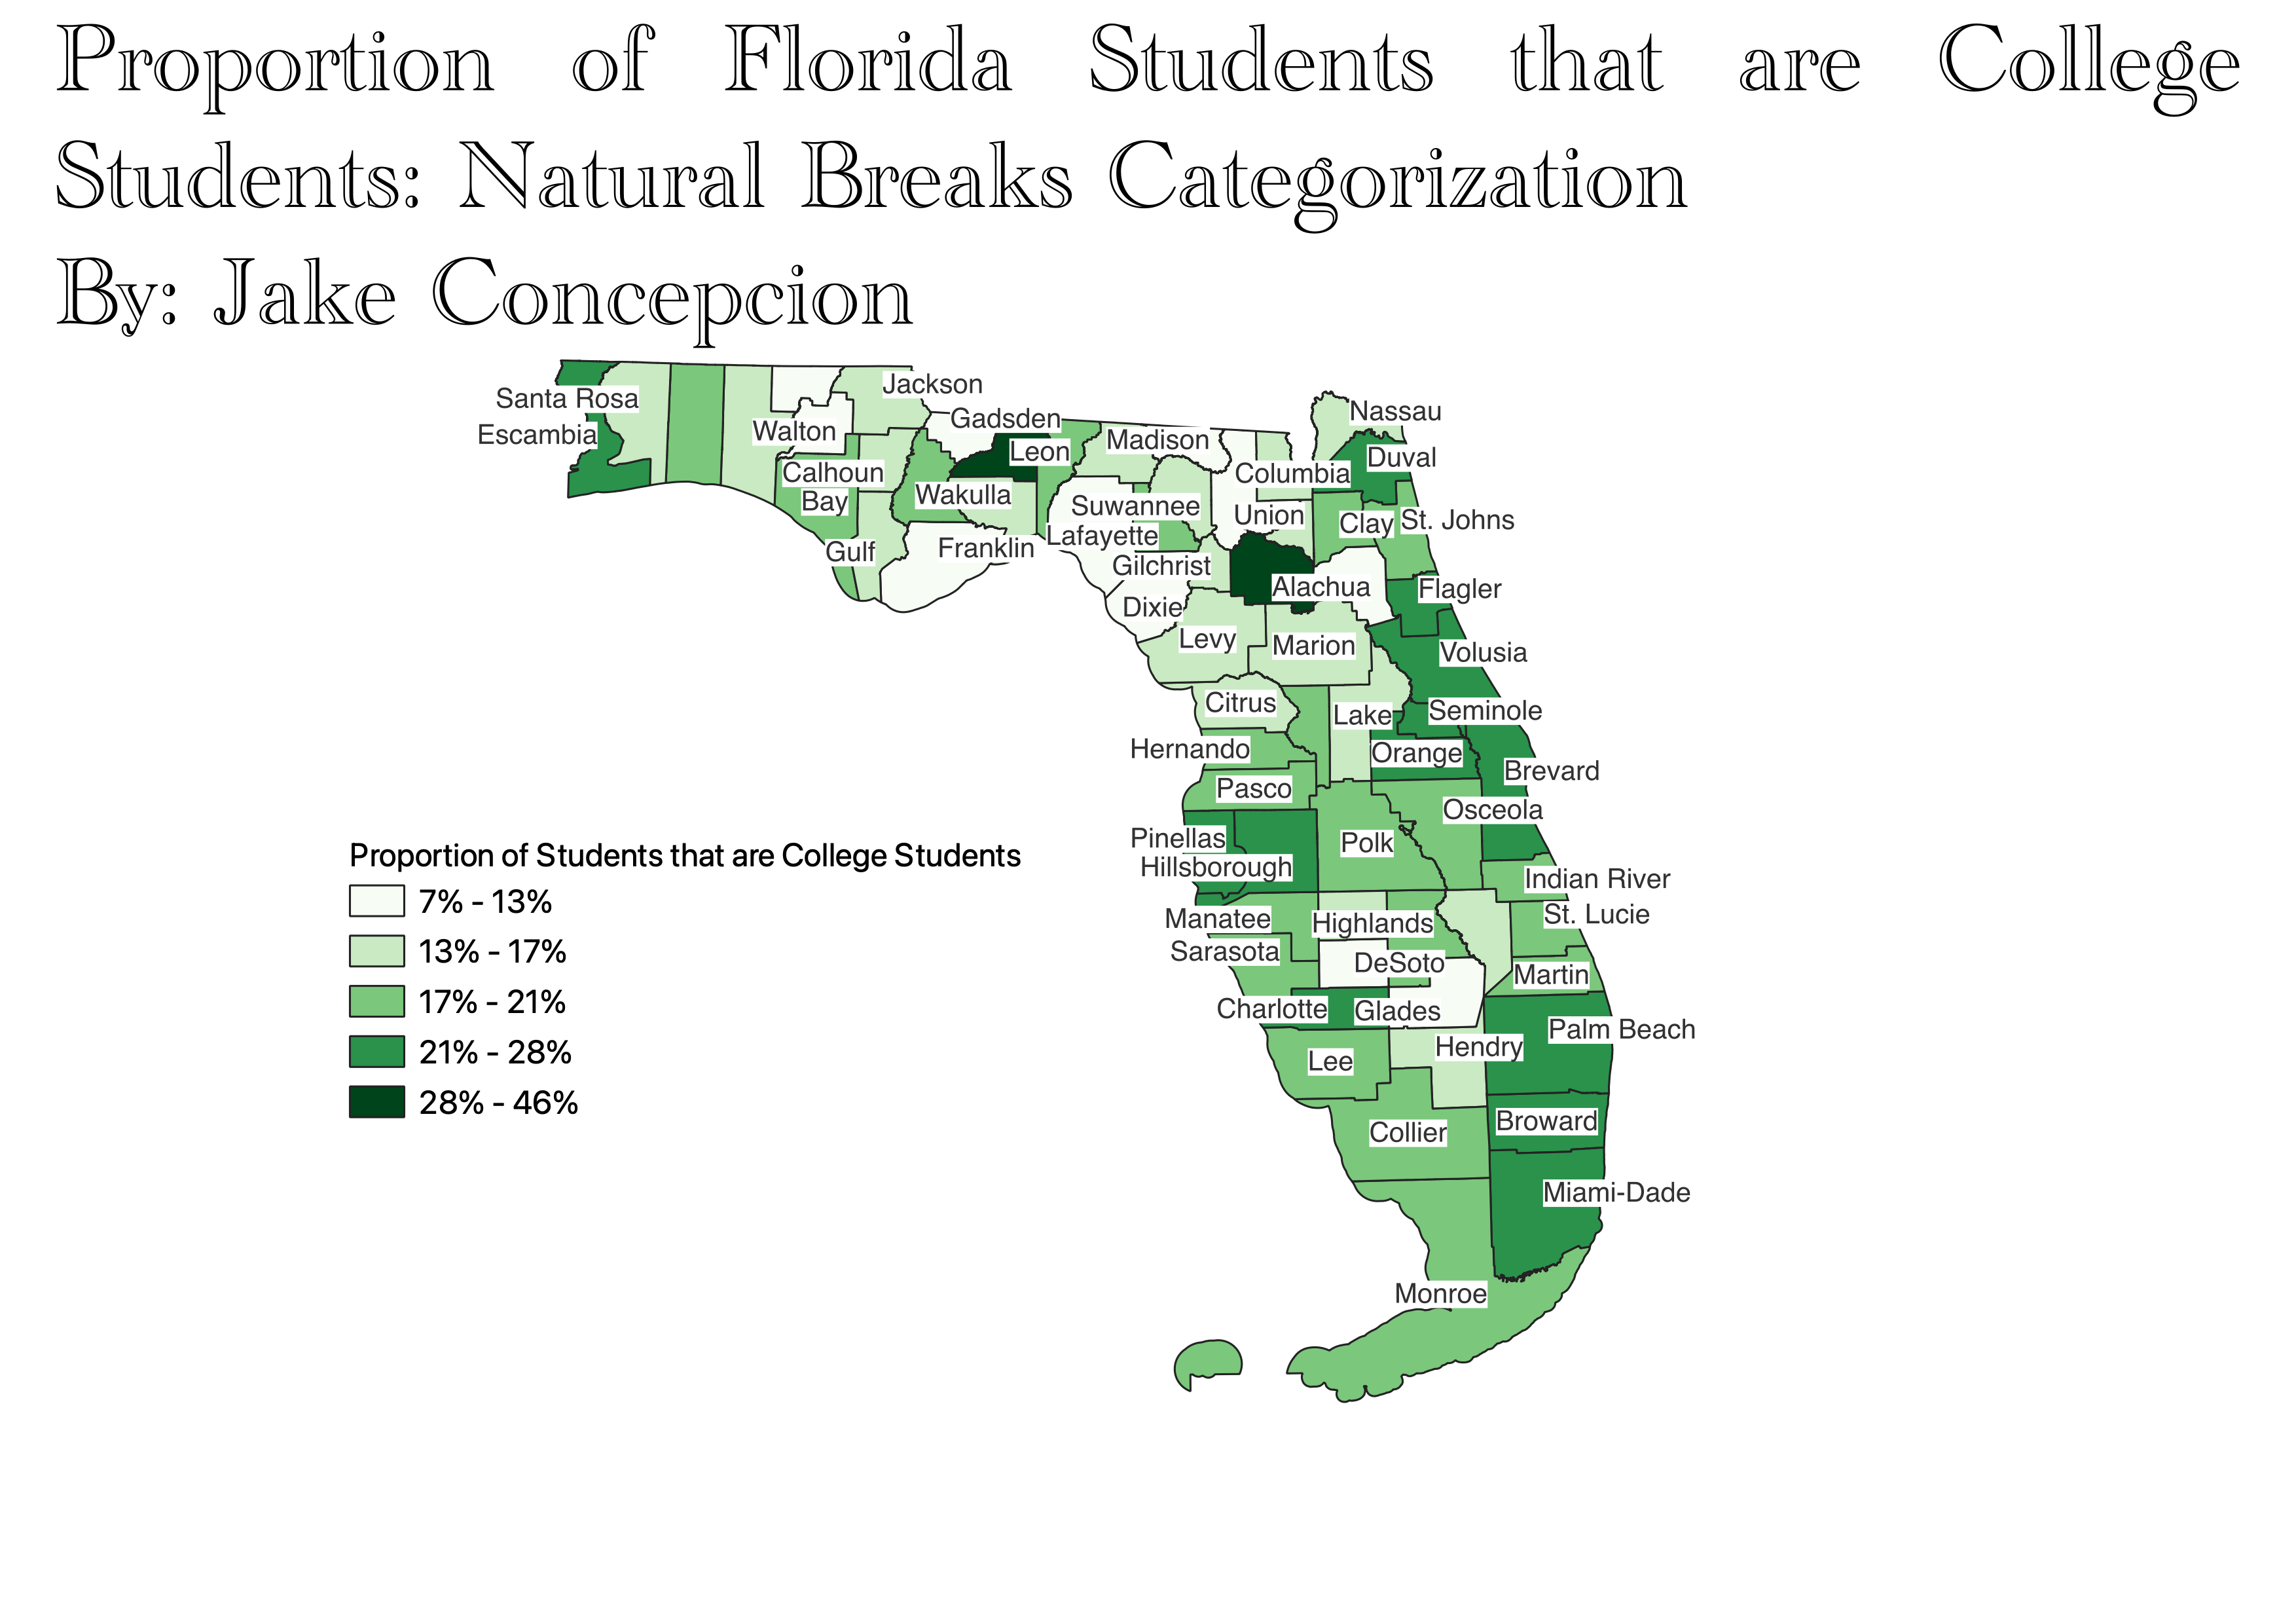 Proportion of Florida Students that are College
Students: Natural Breaks Categorization
By: Jake Concepcion
Jackson
Santa Rosa
Gadsden
Nassau
Escambia
Walton
Madison
Leon
Duval
Calhoun
Columbia
Bay
Wakulla
Suwannee
Union
Clay
St. Johns
Lafayette
Gulf
Franklin
Gilchrist
Alachua
Flagler
Dixie
Levy
Marion
Volusia
Citrus
Lake
Seminole
Hernando
Orange
Brevard
Pasco
Osceola
Pinellas
Polk
Hillsborough
Indian River
Manatee
Highlands
St. Lucie
Sarasota
DeSoto
Martin
Charlotte
Glades
Palm Beach
Lee
Hendry
Broward
Collier
Miami-Dade
Monroe
Proportion of Students that are College Students
7% - 13%
13% - 17%
17% - 21%
21% - 28%
28% - 46%